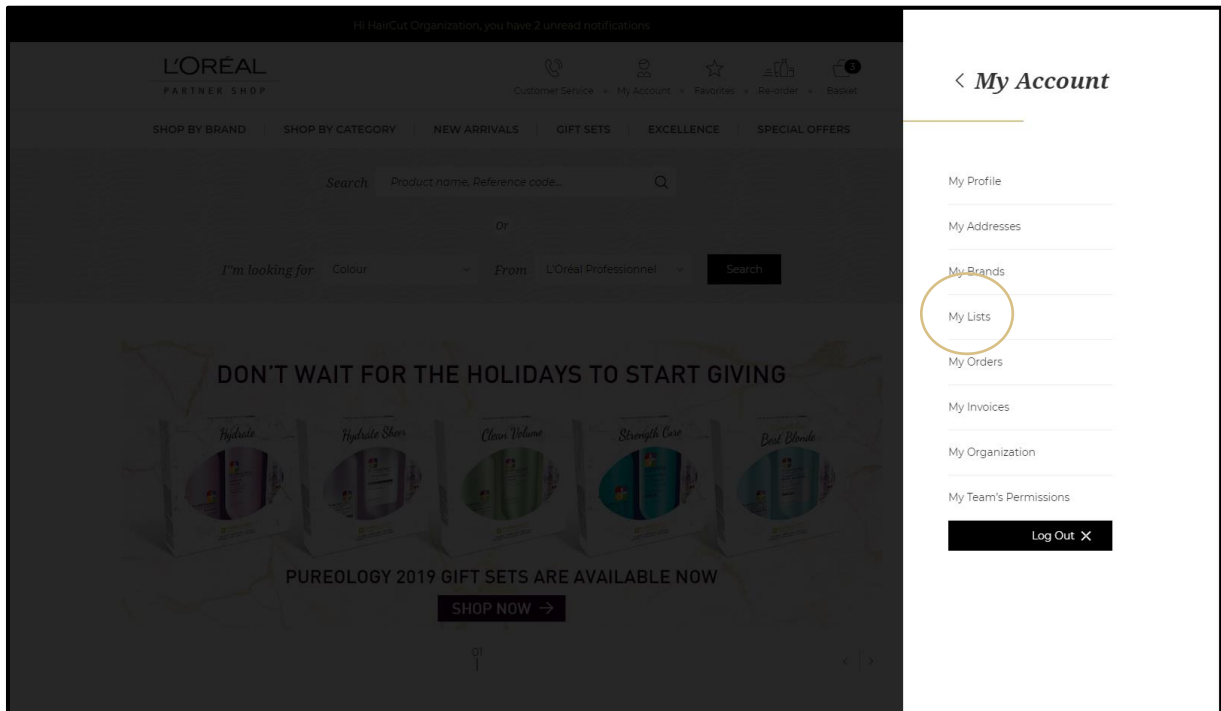 Hi HairCut Organization, you have 2 unread notifications
L'ORÉAL
PARTNER SHOP
Customer Service
My Account
Favorites
Re-order
3
Basket
SHOP BY BRAND
SHOP BY CATEGORY
NEW ARRIVALS
GIFT SETS
EXCELLENCE
SPECIAL OFFERS
Search
Product name, Reference code...
Or
I"m looking for
Colour
From
L'Oréal Professionnel
Search
DON'T WAIT FOR THE HOLIDAYS TO START GIVING
Hydrate
Hydrate Sheer
Clean Volume
Strength Cure
Best Blonde
PUREOLOGY 2019 GIFT SETS ARE AVAILABLE NOW
SHOP NOW
01
My Account
My Profile
My Addresses
My Brands
My Lists
My Orders
My Invoices
My Organization
My Team's Permissions
Log Out